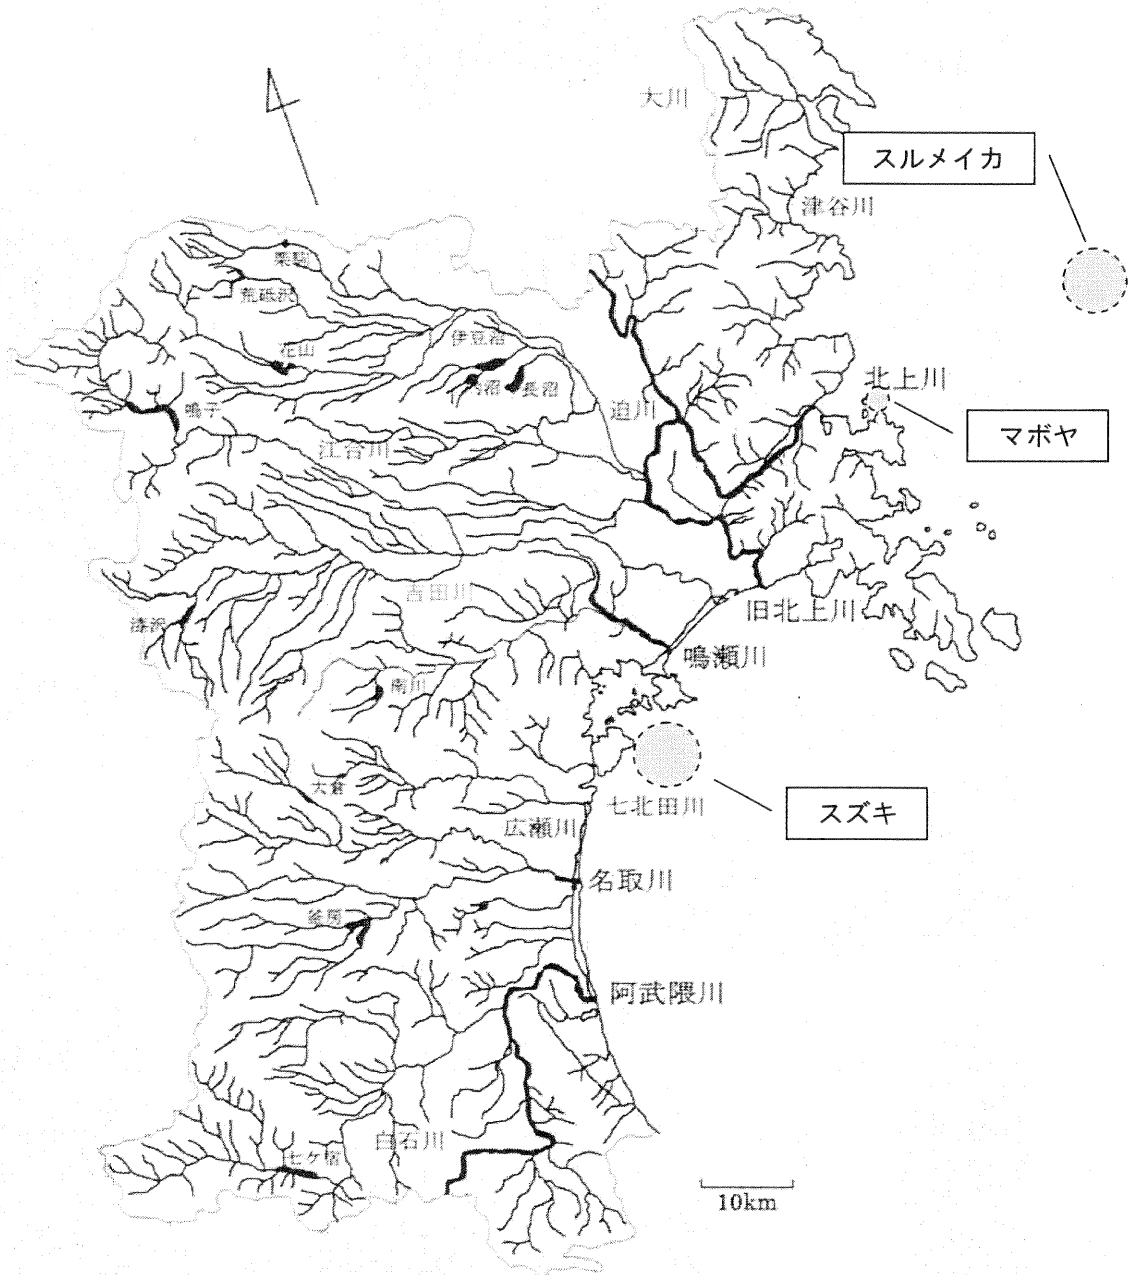 大川
スルメイカ
津谷川
栗駒
荒砥沢
花山
伊豆沼
内沼
長沼
北上川
迫川
マボヤ
鳴子
江合川
吉田川
旧北上川
漆沢
鳴瀬川
南川
大倉
七北田川
スズキ
広瀬川
名取川
釜房
阿武隈川
白石川
七ケ宿
10km